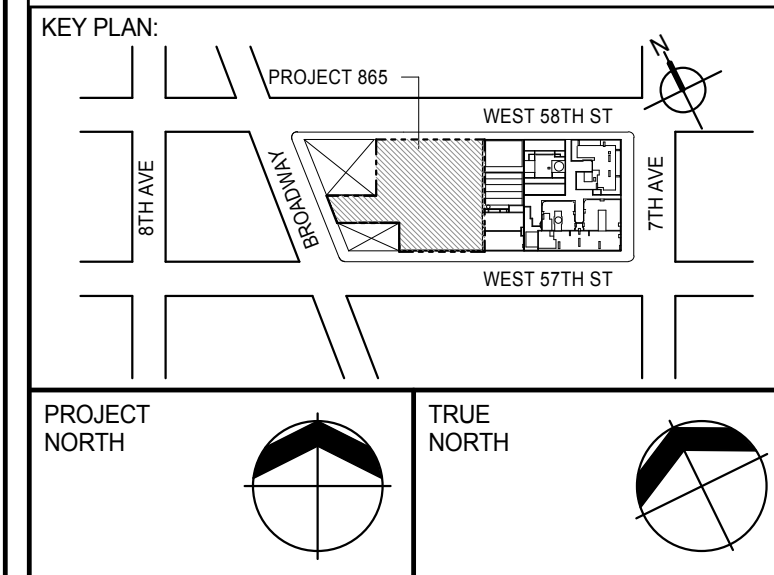 KEY PLAN:
N
PROJECT 865
WEST 58TH ST
8TH AVE
BROADWAY
7TH AVE
WEST 57TH ST
PROJECT
NORTH
TRUE
NORTH